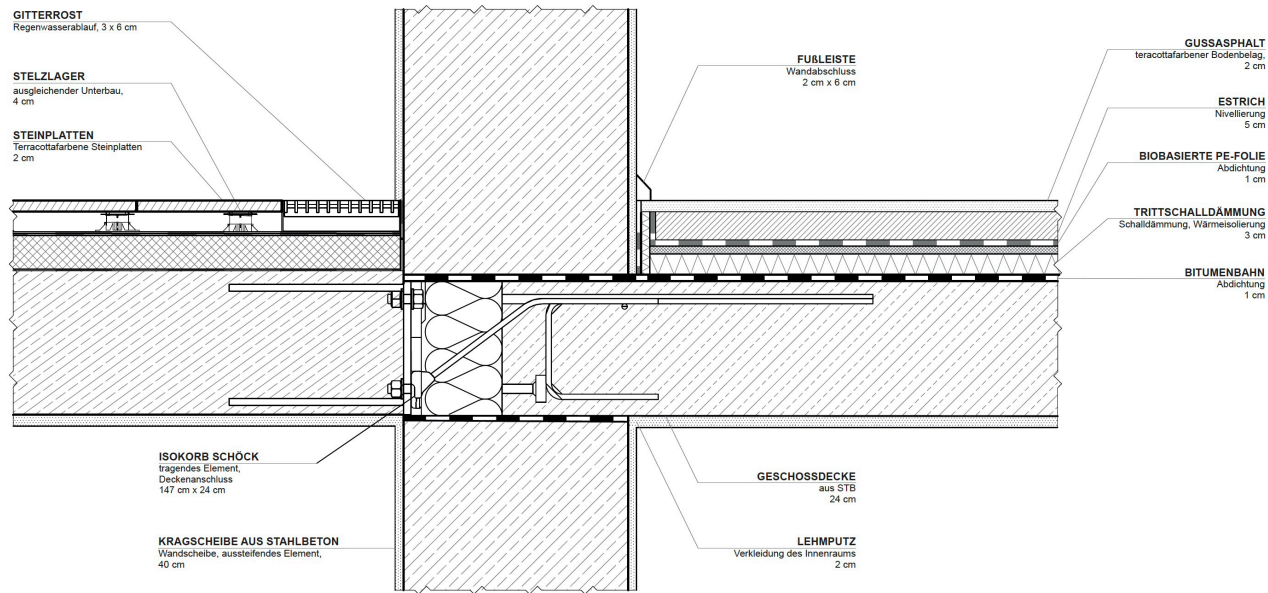 GITTERROST
Regenwasserablauf, 3 x 6 cm
STELZLAGER
ausgleichender Unterbau,
4 cm
STEINPLATTEN
Terracottafarbene Steinplatten
2 cm
FUßLEISTE
Wandabschluss
2 cm x 6 cm
GUSSASPHALT
teracottafarbener Bodenbelag,
2 cm
ESTRICH
Nivellierung
5 cm
BIOBASIERTE PE-FOLIE
Abdichtung
1 cm
TRITTSCHALLDÄMMUNG
Schalldämmung, Wärmeisolierung
3 cm
BITUMENBAHN
Abdichtung
1 cm
ISOKORB SCHÖCK
tragendes Element,
Deckenanschluss
147 cm x 24 cm
KRAGSCHEIBE AUS STAHLBETON
Wandscheibe, aussteifendes Element,
40 cm
GESCHOSSDECKE
aus STB
24 cm
LEHMPUTZ
Verkleidung des Innenraums
2 cm